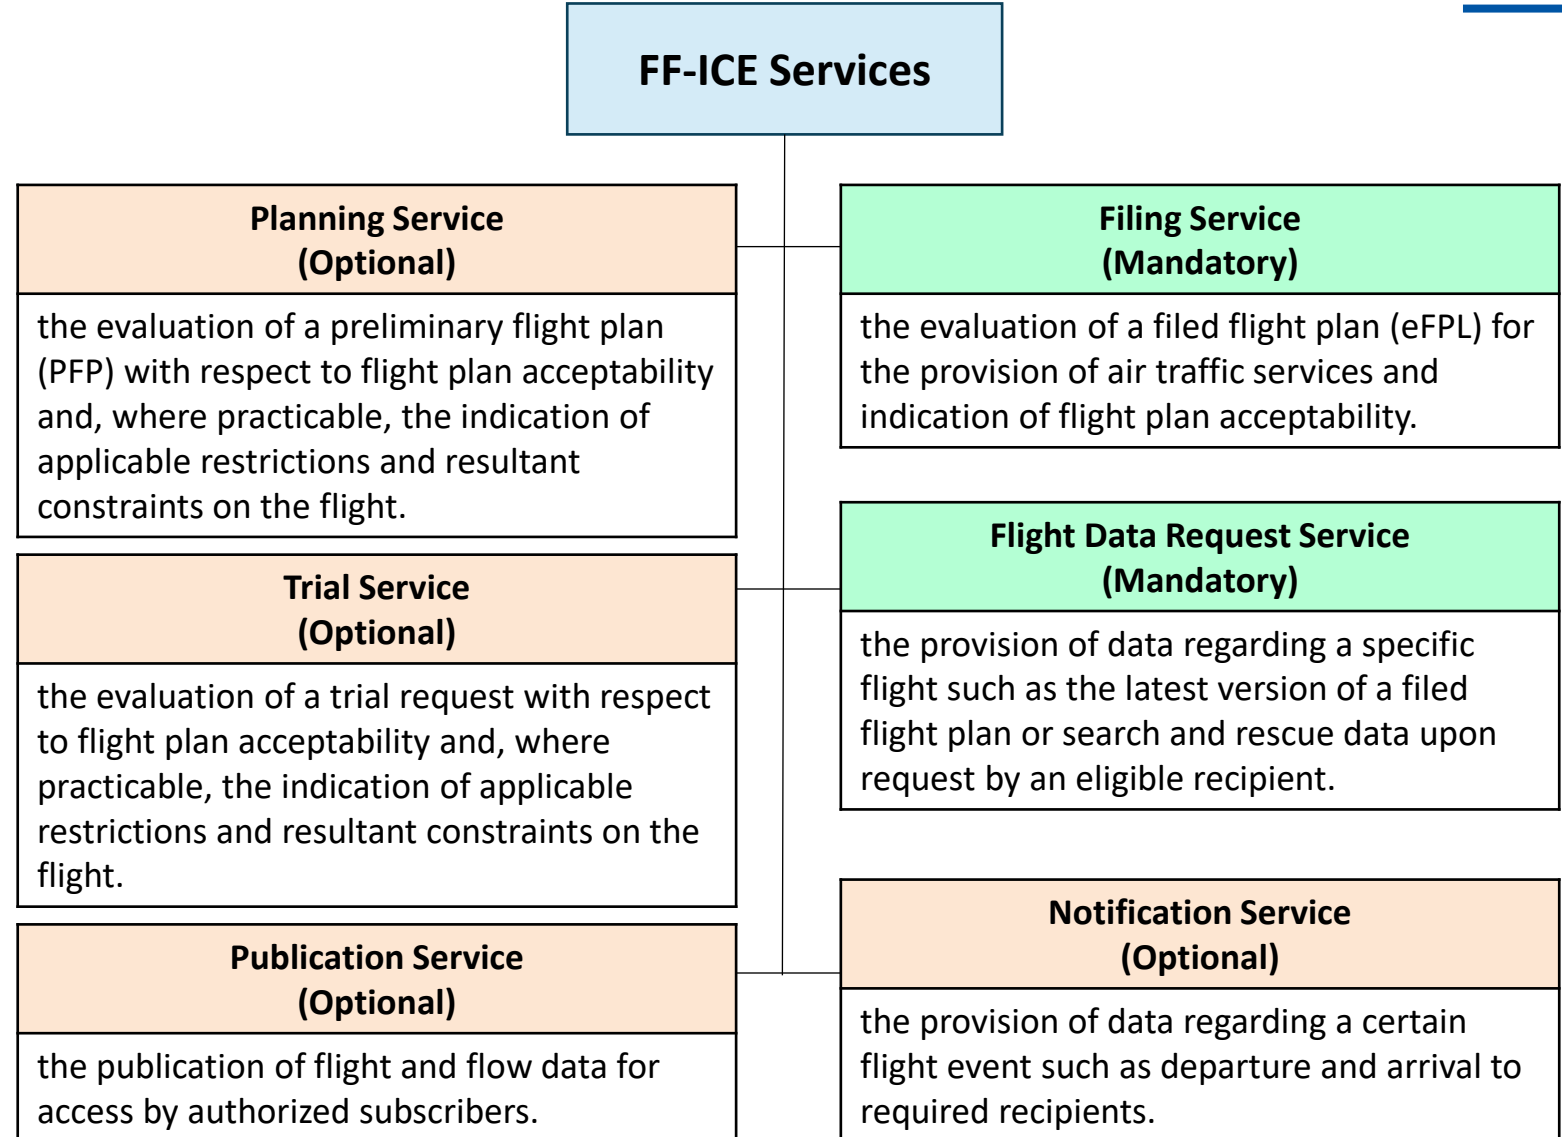 FF-ICE Services
Planning Service
(Optional)
the evaluation of a preliminary flight plan
(PFP) with respect to flight plan acceptability
and, where practicable, the indication of
applicable restrictions and resultant
constraints on the flight.
Trial Service
(Optional)
the evaluation of a trial request with respect
to flight plan acceptability and, where
practicable, the indication of applicable
restrictions and resultant constraints on the
flight.
Publication Service
(Optional)
the publication of flight and flow data for
access by authorized subscribers.
Filing Service
(Mandatory)
the evaluation of a filed flight plan (eFPL) for
the provision of air traffic services and
indication of flight plan acceptability.
Flight Data Request Service
(Mandatory)
the provision of data regarding a specific
flight such as the latest version of a filed
flight plan or search and rescue data upon
request by an eligible recipient.
Notification Service
(Optional)
the provision of data regarding a certain
flight event such as departure and arrival to
required recipients.